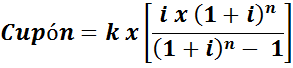 Cupón = k x [ i x (1 + i)^n / (1 + i)^n − 1 ]